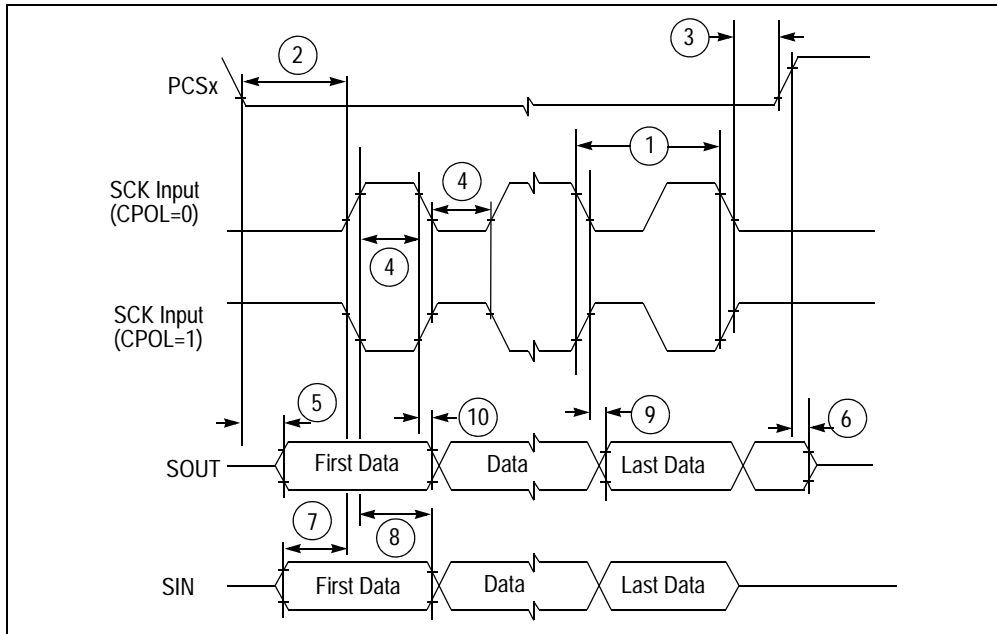 3
2
PCSx
1
4
SCK Input
(CPOL=0)
4
SCK Input
(CPOL=1)
5
10
9
6
SOUT
First Data
Data
Last Data
7
8
SIN
First Data
Data
Last Data